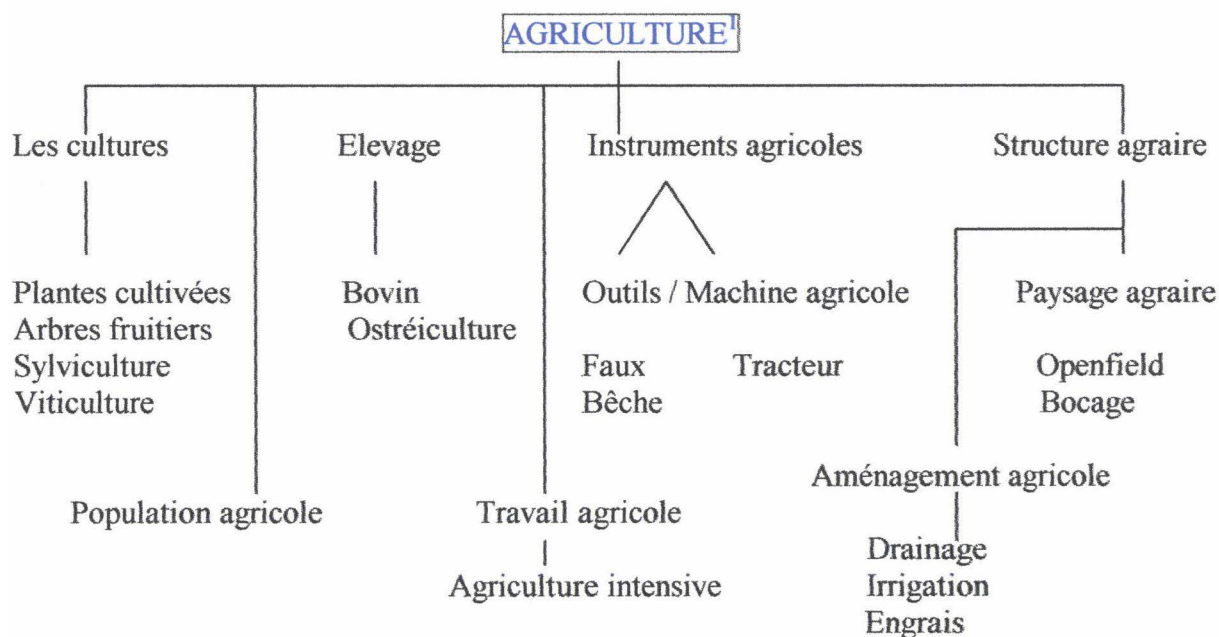 AGRICULTURE¹
Les cultures Elevage Instruments agricoles Structure agraire
Plantes cultivées Bovin Outils / Machine agricole Paysage agraire
Arbres fruitiers Ostréiculture
Sylviculture Faux Tracteur Openfield
Viticulture Bêche Bocage
Aménagement agricole
Population agricole Travail agricole
Drainage
Agriculture intensive Irrigation
Engrais